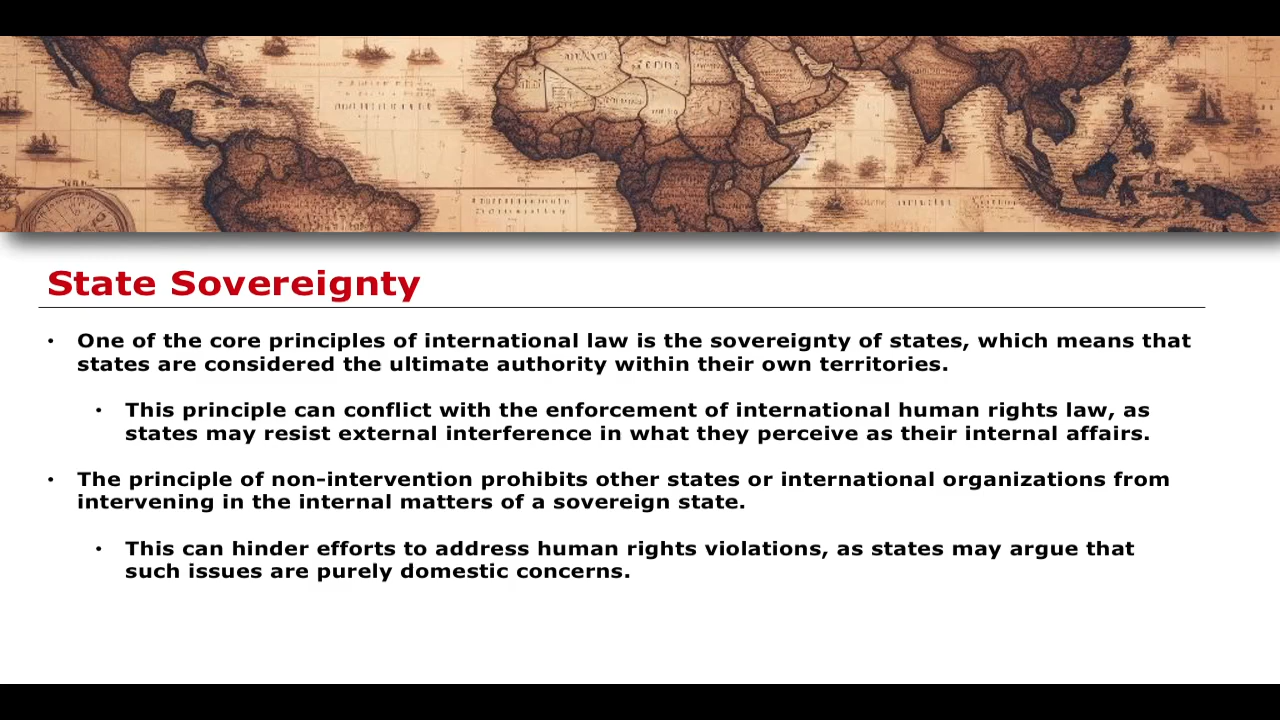 State Sovereignty
• One of the core principles of international law is the sovereignty of states, which means that
states are considered the ultimate authority within their own territories.
• This principle can conflict with the enforcement of international human rights law, as
states may resist external interference in what they perceive as their internal affairs.
• The principle of non-intervention prohibits other states or international organizations from
intervening in the internal matters of a sovereign state.
• This can hinder efforts to address human rights violations, as states may argue that
such issues are purely domestic concerns.